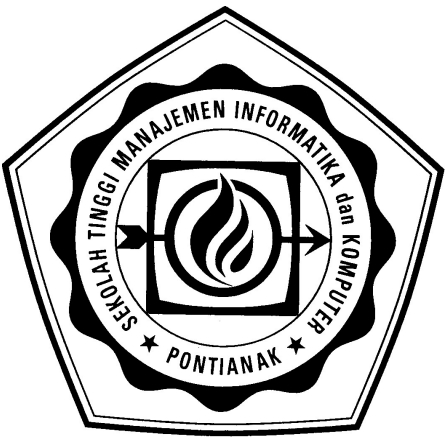 SEKOLAH TINGGI MANAJEMEN INFORMATIKA dan KOMPUTER
★ PONTIANAK ★